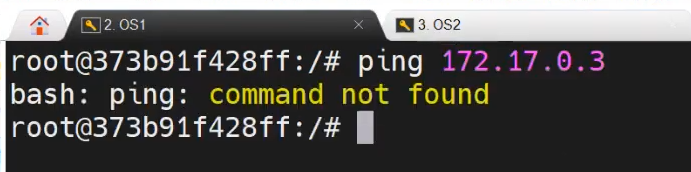 2. OS1
3. OS2
root@373b91f428ff:/# ping 172.17.0.3
bash: ping: command not found
root@373b91f428ff:/#